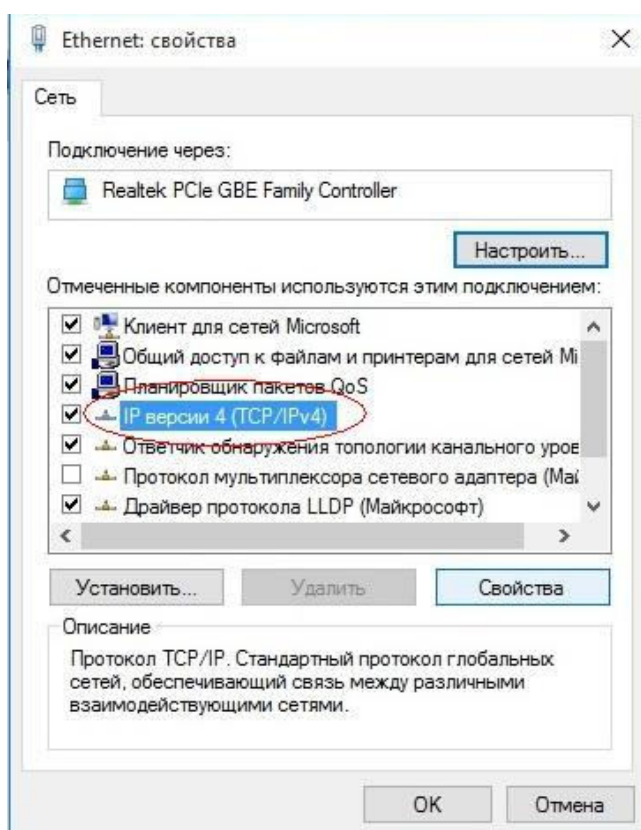 Ethernet: свойства
Сеть
Подключение через:
Realtek PCIe GBE Family Controller
Настроить...
Отмеченные компоненты используются этим подключением:
Клиент для сетей Microsoft
Общий доступ к файлам и принтерам для сетей Mi
Планировщик пакетов QoS
IP версии 4 (TCP/IPv4)
Ответчик обнаружения топологии канального уров
Протокол мультиплексора сетевого адаптера (Май
Драйвер протокола LLDP (Майкрософт)
Установить...
Удалить
Свойства
Описание
Протокол TCP/IP. Стандартный протокол глобальных
сетей, обеспечивающий связь между различными
взаимодействующими сетями.
OK
Отмена